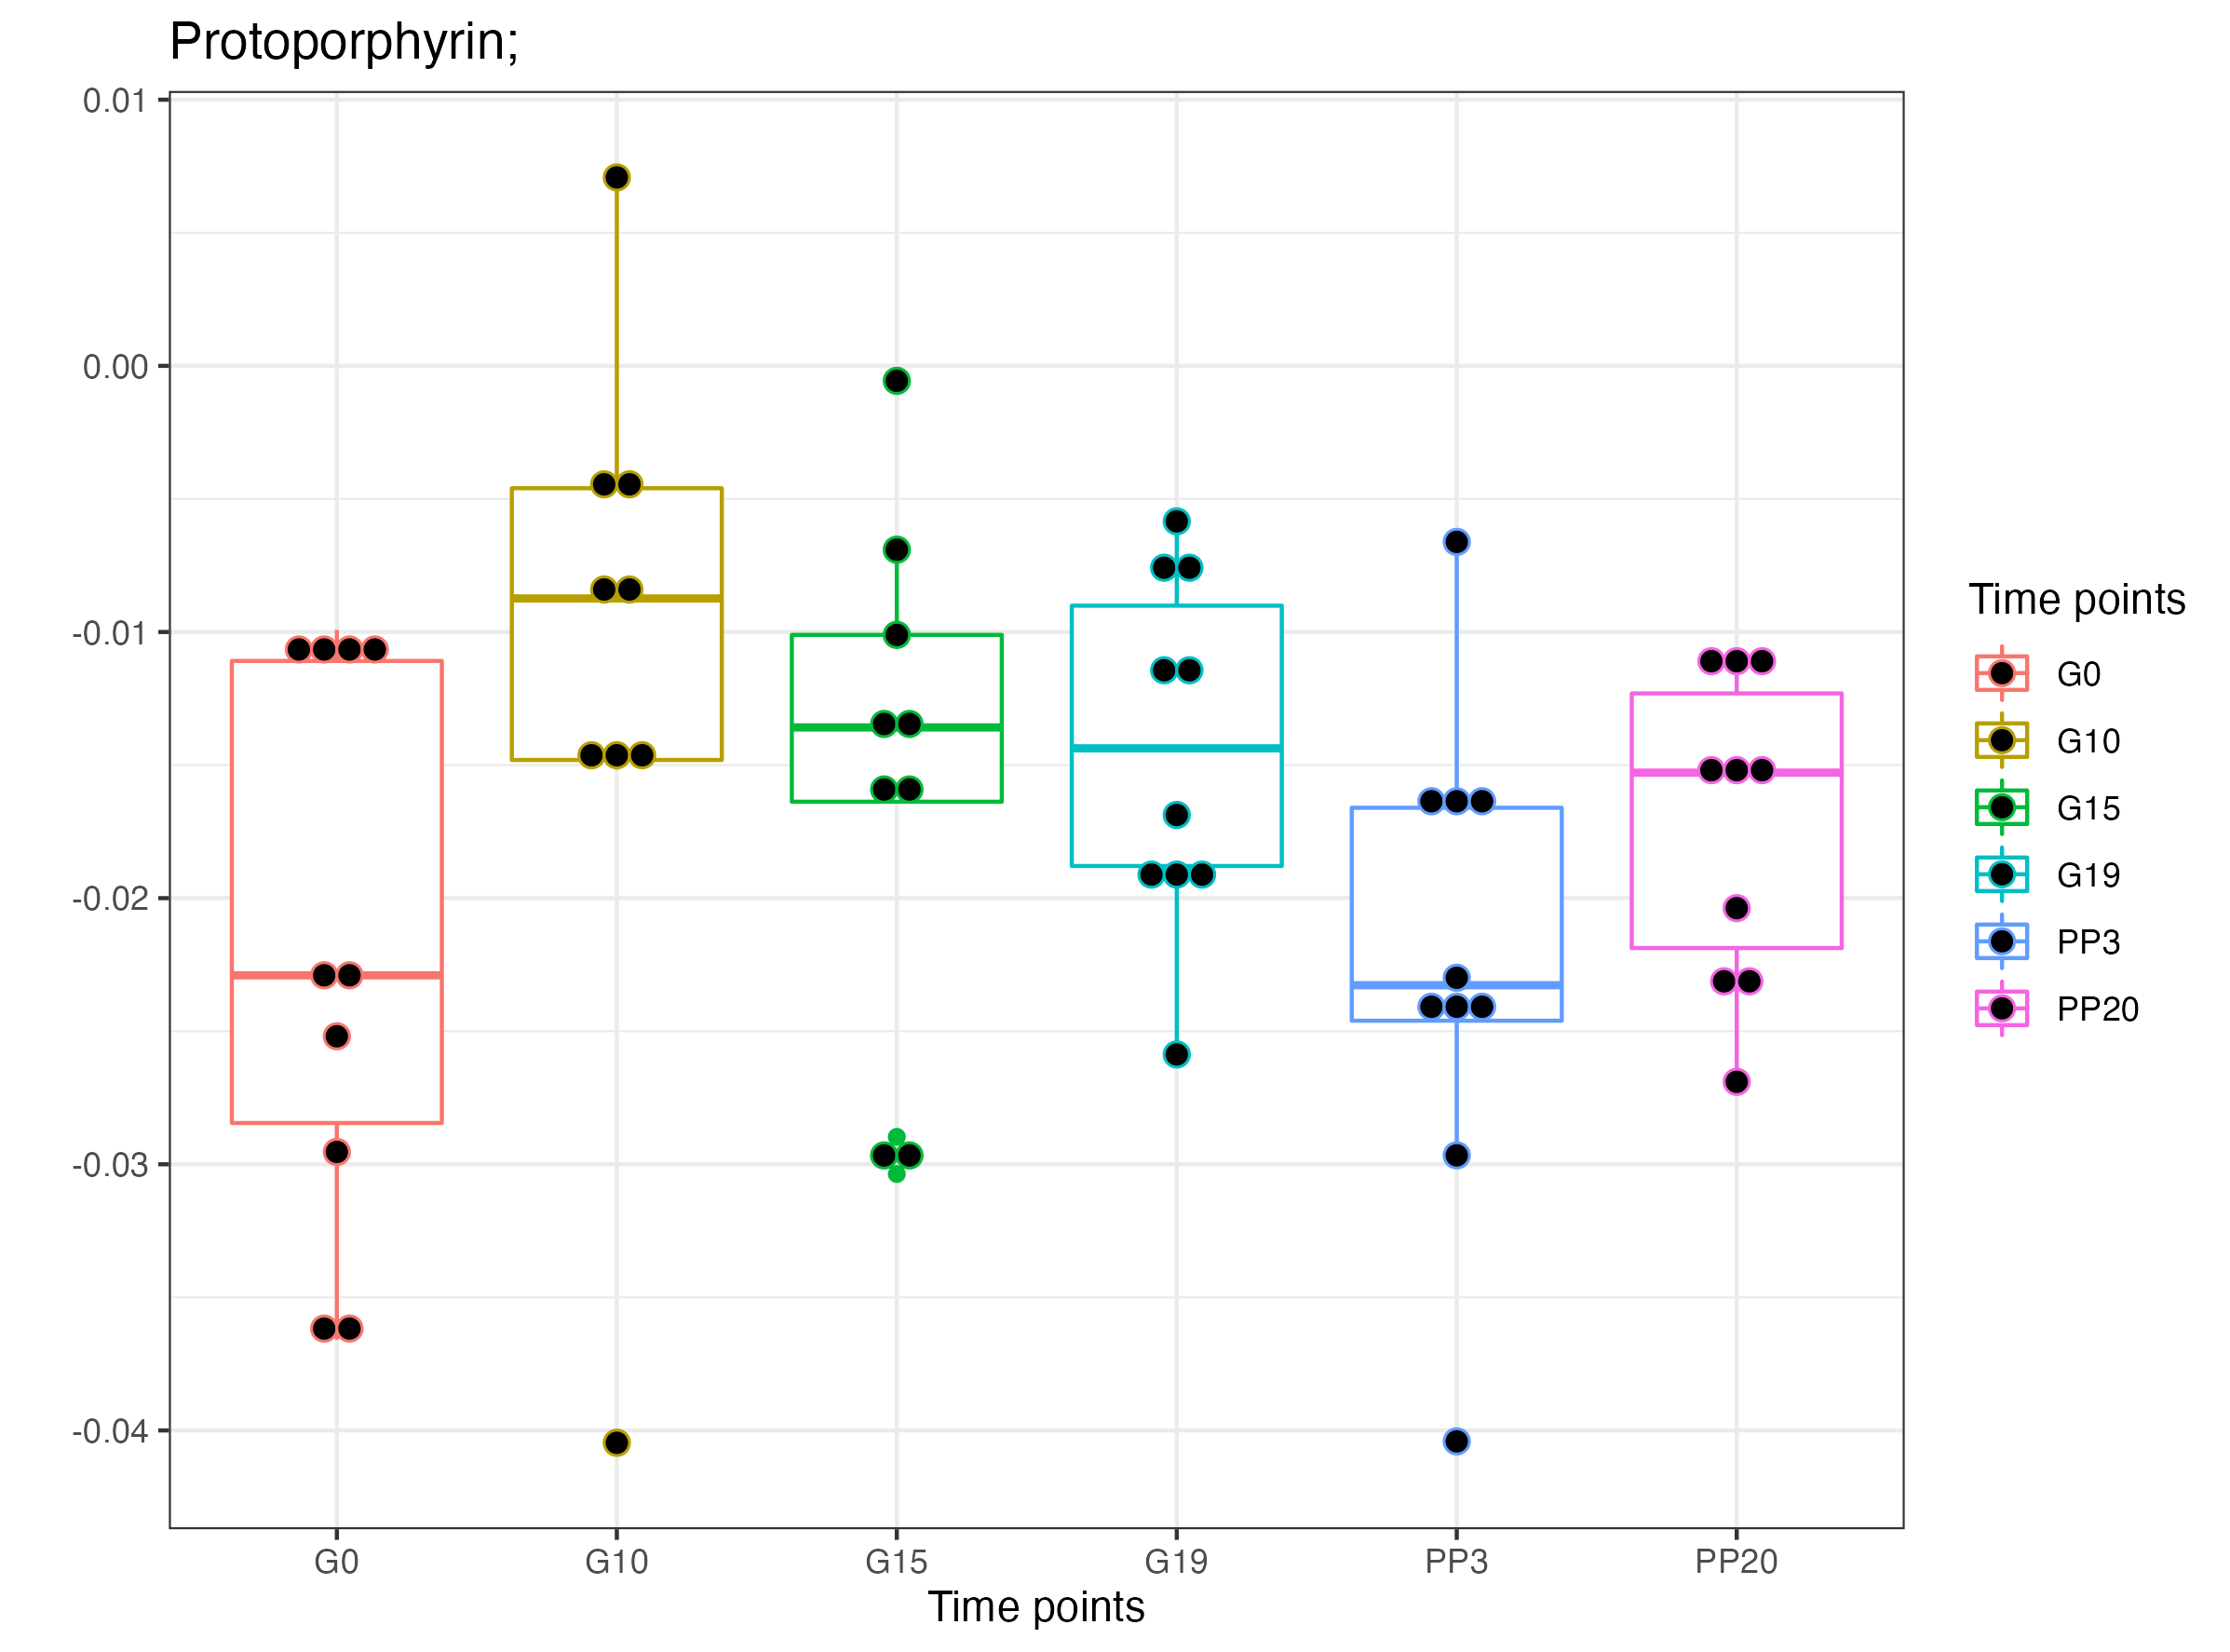 Protoporphyrin;
0.01
0.00
-0.01
-0.02
-0.03
-0.04
G0 G10 G15 G19 PP3 PP20
Time points
Time points
G0
G10
G15
G19
PP3
PP20